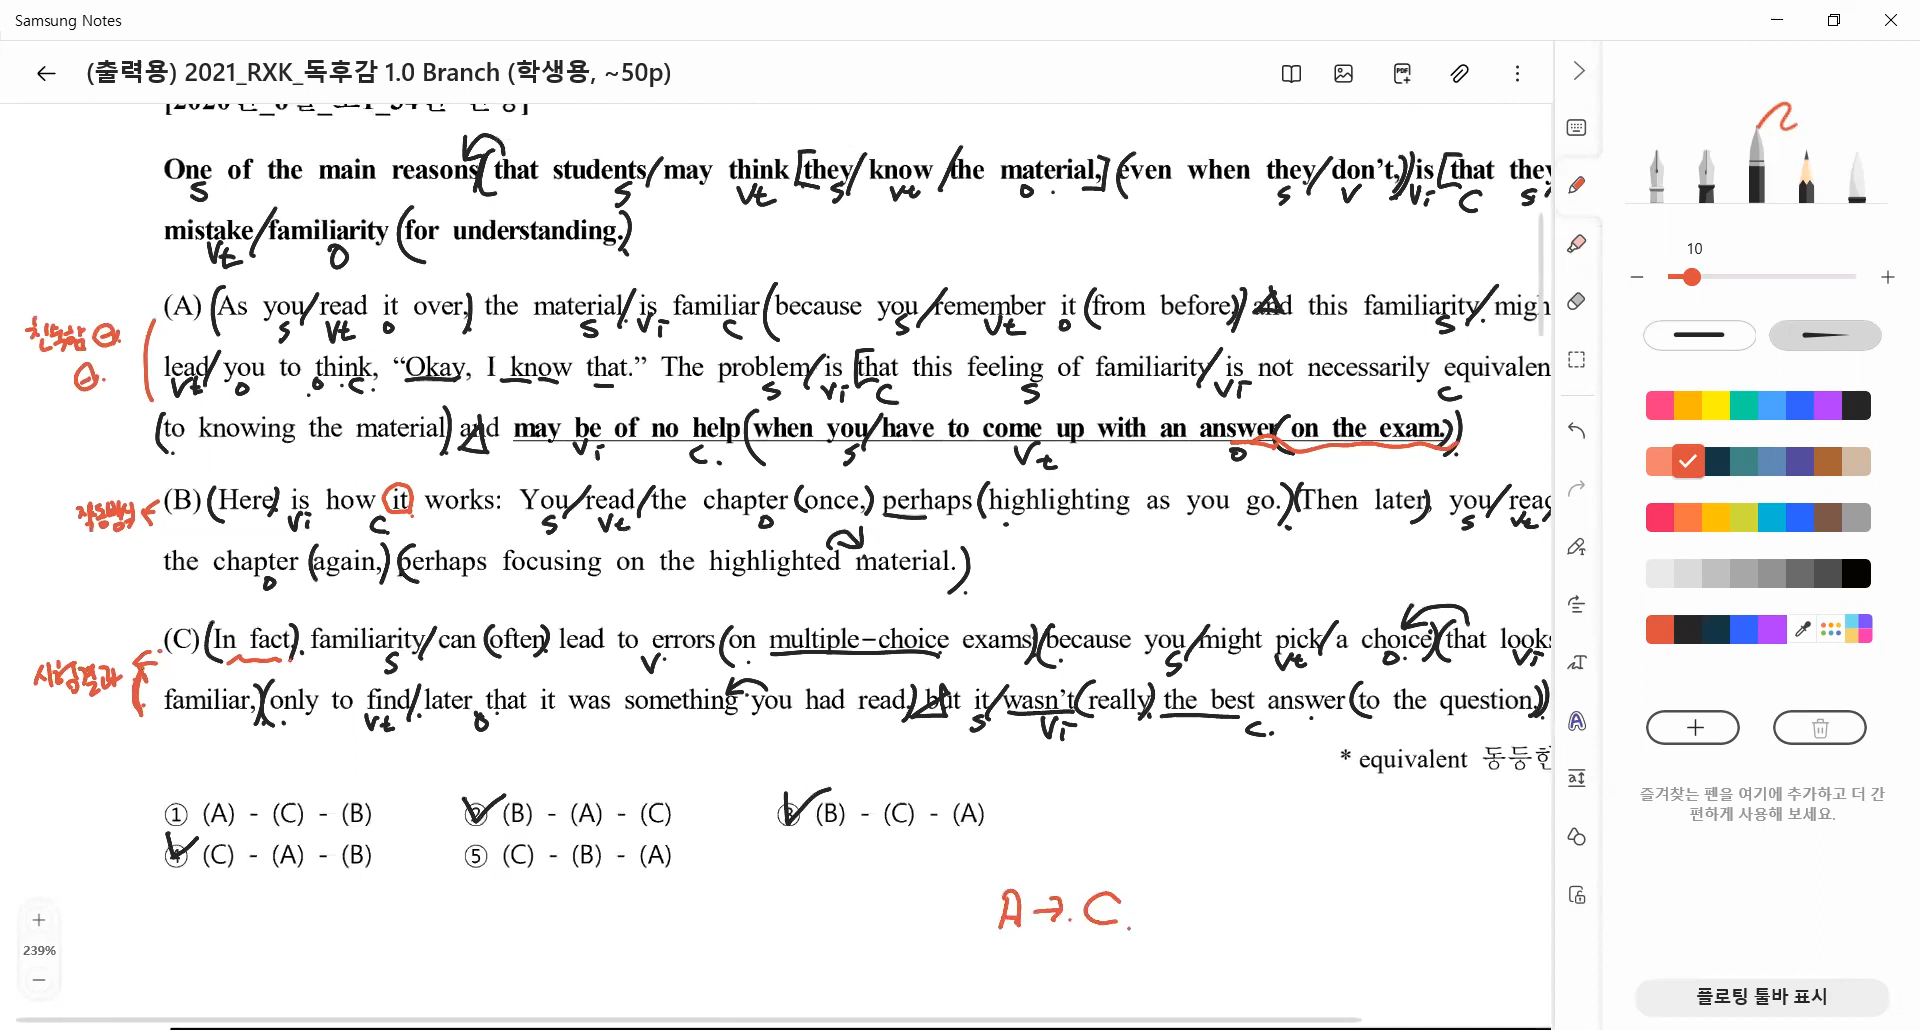 Samsung Notes
(출력용) 2021_RXK_독후감 1.0 Branch (학생용, ~50p)
One of the main reasons that students may think they know the material, even when they don't, is that they
mistake familiarity for understanding.
(A) As you read it over, the material is familiar because you remember it from before, and this familiarity migh
lead you to think, “Okay, I know that.” The problem is that this feeling of familiarity is not necessarily equivalen
to knowing the material and may be of no help when you have to come up with an answer on the exam.
(B) Here is how it works: You read the chapter once, perhaps highlighting as you go. Then later, you read
the chapter again, perhaps focusing on the highlighted material.
(C) In fact, familiarity can often lead to errors on multiple-choice exams because you might pick a choice that looks
familiar, only to find later that it was something you had read, but it wasn't really the best answer to the question.
* equivalent 동등한
① (A) - (C) - (B) ② (B) - (A) - (C) ③ (B) - (C) - (A)
④ (C) - (A) - (B) ⑤ (C) - (B) - (A)
친숙함
작동방식
시험결과
A → C.
239%
10
즐겨찾는 펜을 여기에 추가하고 더 간
편하게 사용해 보세요.
플로팅 툴바 표시